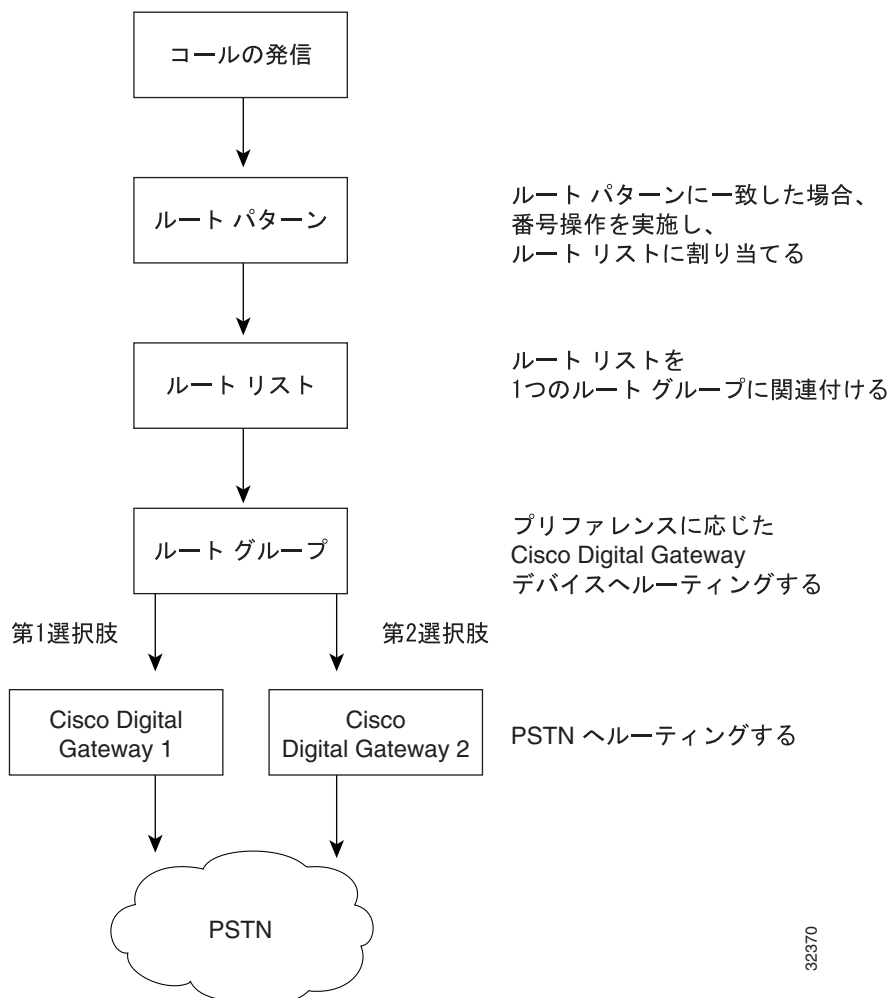 コールの発信
ルート パターン
ルート パターンに一致した場合、
番号操作を実施し、
ルート リストに割り当てる
ルート リスト
ルート リストを
1つのルート グループに関連付ける
ルート グループ
プリファレンスに応じた
Cisco Digital Gateway
デバイスへルーティングする
第1選択肢
第2選択肢
Cisco Digital
Gateway 1
Cisco
Digital Gateway 2
PSTN へルーティングする
PSTN
32370